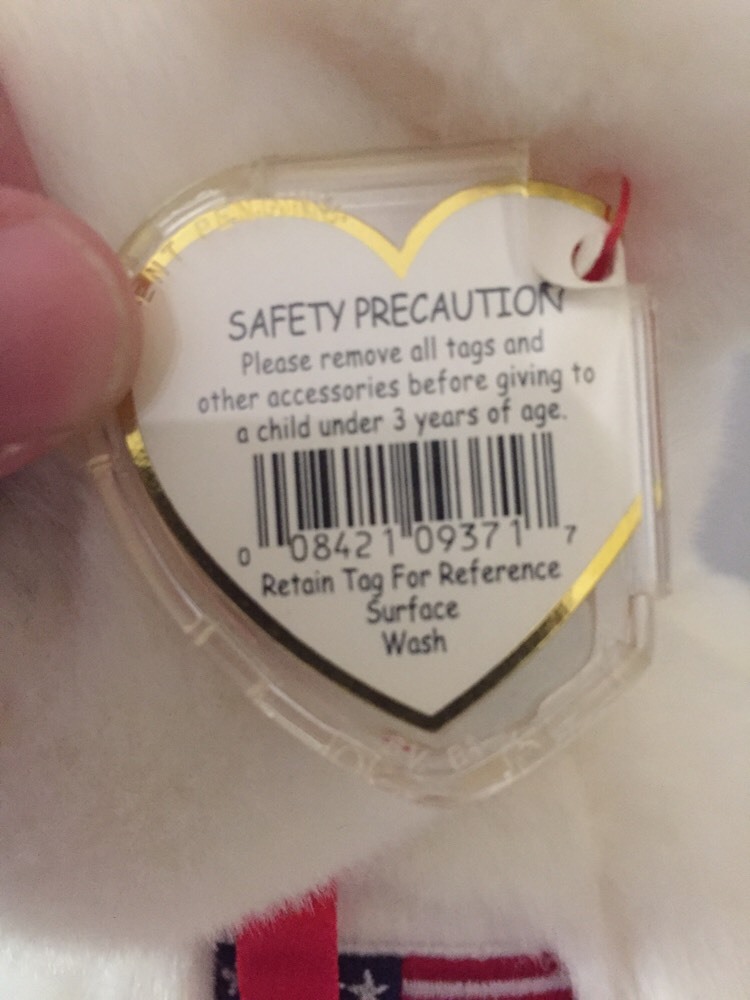 SAFETY PRECAUTION
Please remove all tags and
other accessories before giving to
a child under 3 years of age.
0 08421 09371 7
Retain Tag For Reference
Surface
Wash